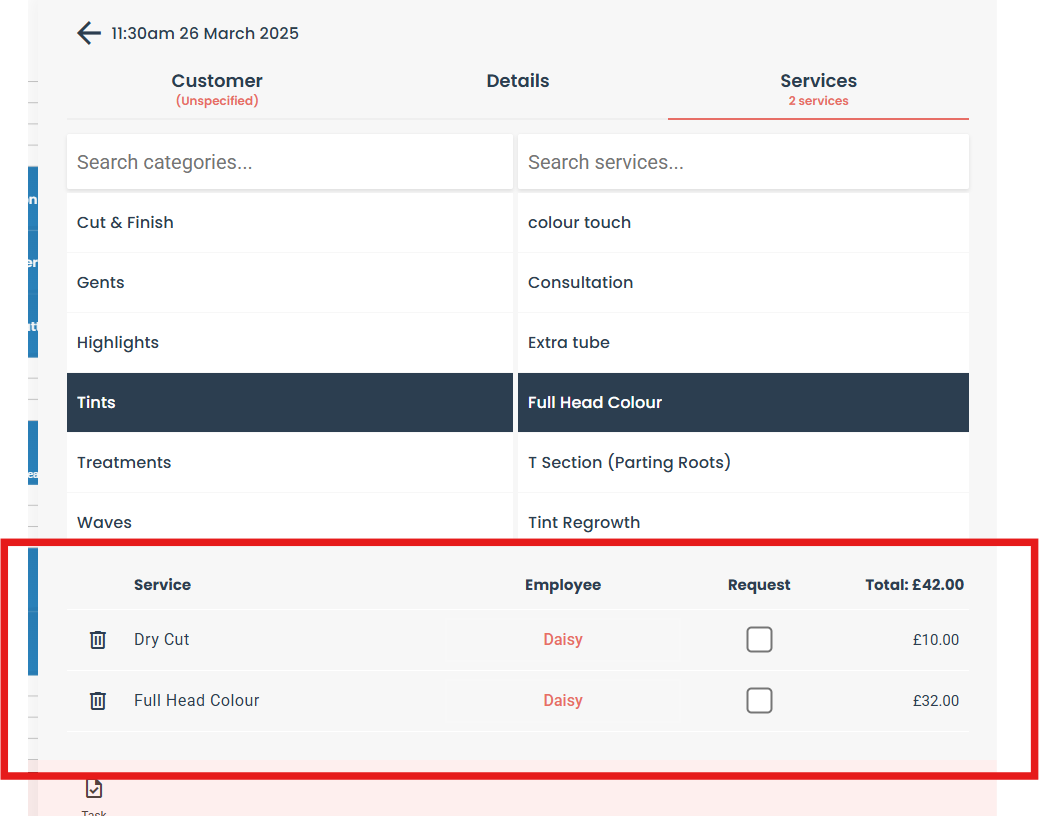 11:30am 26 March 2025
Customer
(Unspecified)
Details
Services
2 services
Search categories...
Search services...
Cut & Finish
colour touch
Gents
Consultation
Highlights
Extra tube
Tints
Full Head Colour
Treatments
T Section (Parting Roots)
Waves
Tint Regrowth
Service Employee Request Total: £42.00
Dry Cut Daisy £10.00
Full Head Colour Daisy £32.00
Task